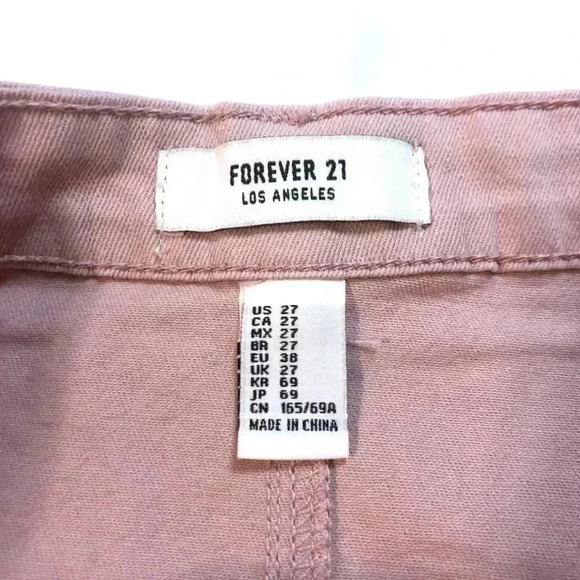 FOREVER 21
LOS ANGELES
US 27
CA 27
MX 27
BR 27
EU 38
UK 27
KR 69
JP 69
CN 165/69A
MADE IN CHINA